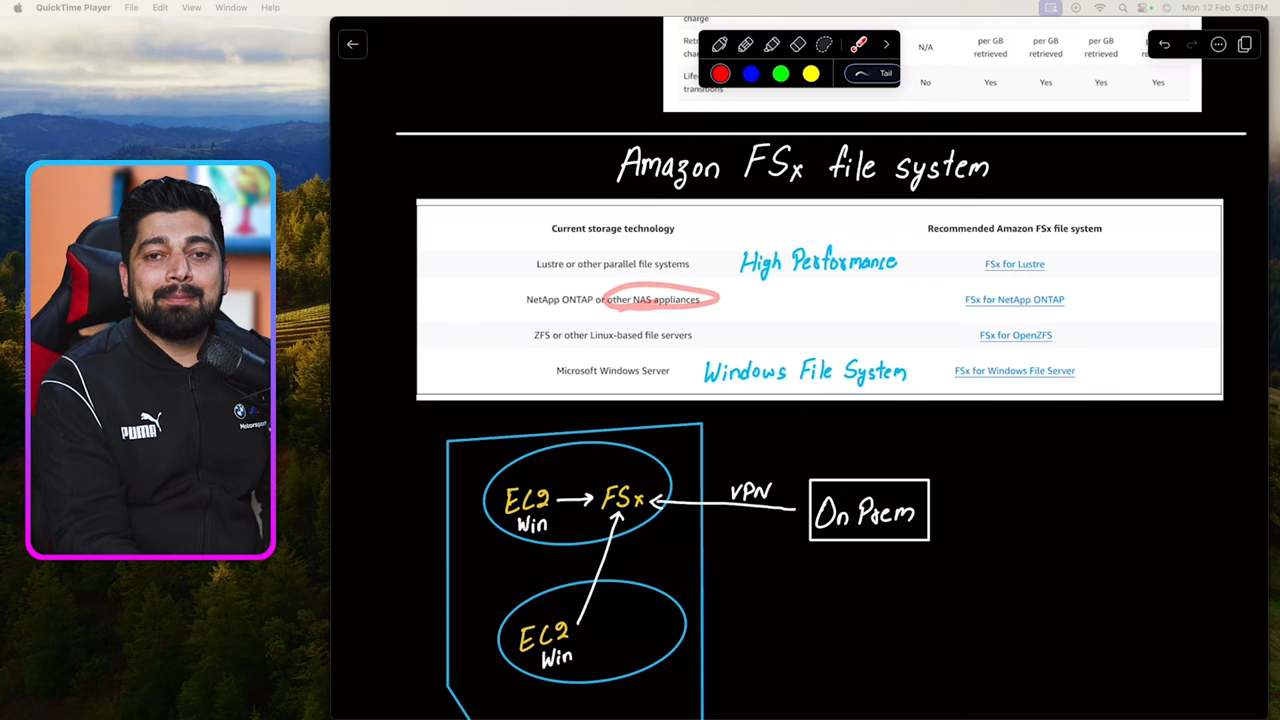 QuickTime Player File Edit View Window Help Mon 12 Feb 5:03PM
charge
N/A per GB retrieved per GB retrieved per GB retrieved
No Yes Yes Yes Yes
transitions
Tail
Amazon FSx file system
Current storage technology Recommended Amazon FSx file system
Lustre or other parallel file systems High Performance FSx for Lustre
NetApp ONTAP or other NAS appliances FSx for NetApp ONTAP
ZFS or other Linux-based file servers FSx for OpenZFS
Microsoft Windows Server Windows File System FSx for Windows File Server
EC2 FSx VPN On Prem
Win
EC2
Win
PUMA
BMW
Motorsport